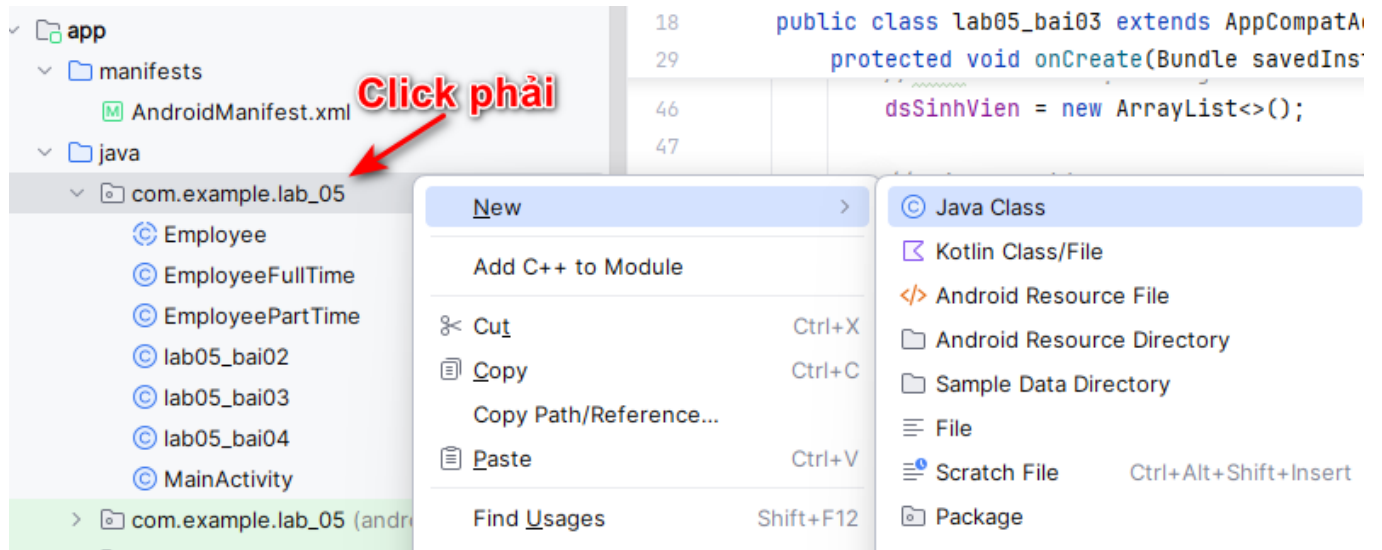 app
manifests
AndroidManifest.xml
java
com.example.lab_05
Employee
EmployeeFullTime
EmployeePartTime
lab05_bai02
lab05_bai03
lab05_bai04
MainActivity
com.example.lab_05 (andr
Click phải
18 public class lab05_bai03 extends AppCompatAc
29 protected void onCreate(Bundle savedInst
46 dsSinhVien = new ArrayList<>();
47
New
Add C++ to Module
Cut Ctrl+X
Copy Ctrl+C
Copy Path/Reference...
Paste Ctrl+V
Find Usages Shift+F12
Java Class
Kotlin Class/File
Android Resource File
Android Resource Directory
Sample Data Directory
File
Scratch File Ctrl+Alt+Shift+Insert
Package